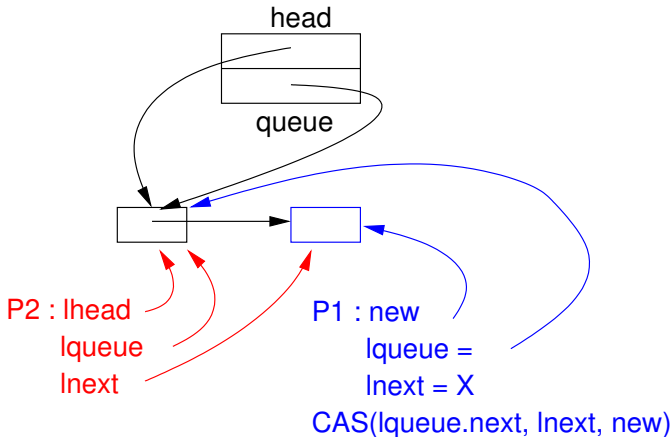 head
queue
P2 : lhead
lqueue
lnext
P1 : new
lqueue =
lnext = X
CAS(lqueue.next, lnext, new)